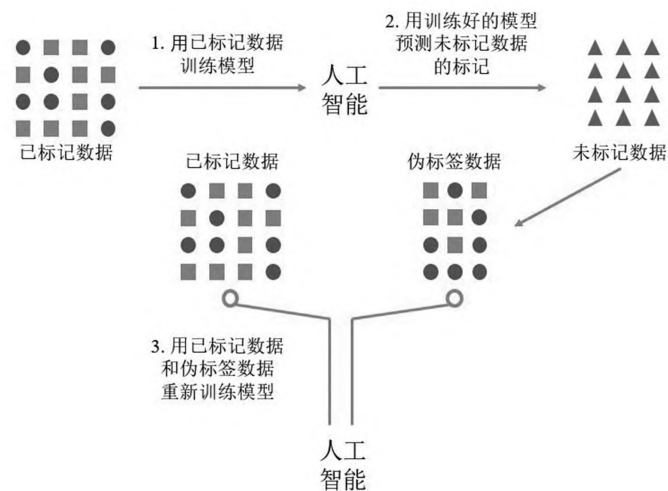 1. 用已标记数据
训练模型
2. 用训练好的模型
预测未标记数据
的标记
人工
智能
已标记数据
未标记数据
已标记数据
伪标签数据
3. 用已标记数据
和伪标签数据
重新训练模型
人工
智能